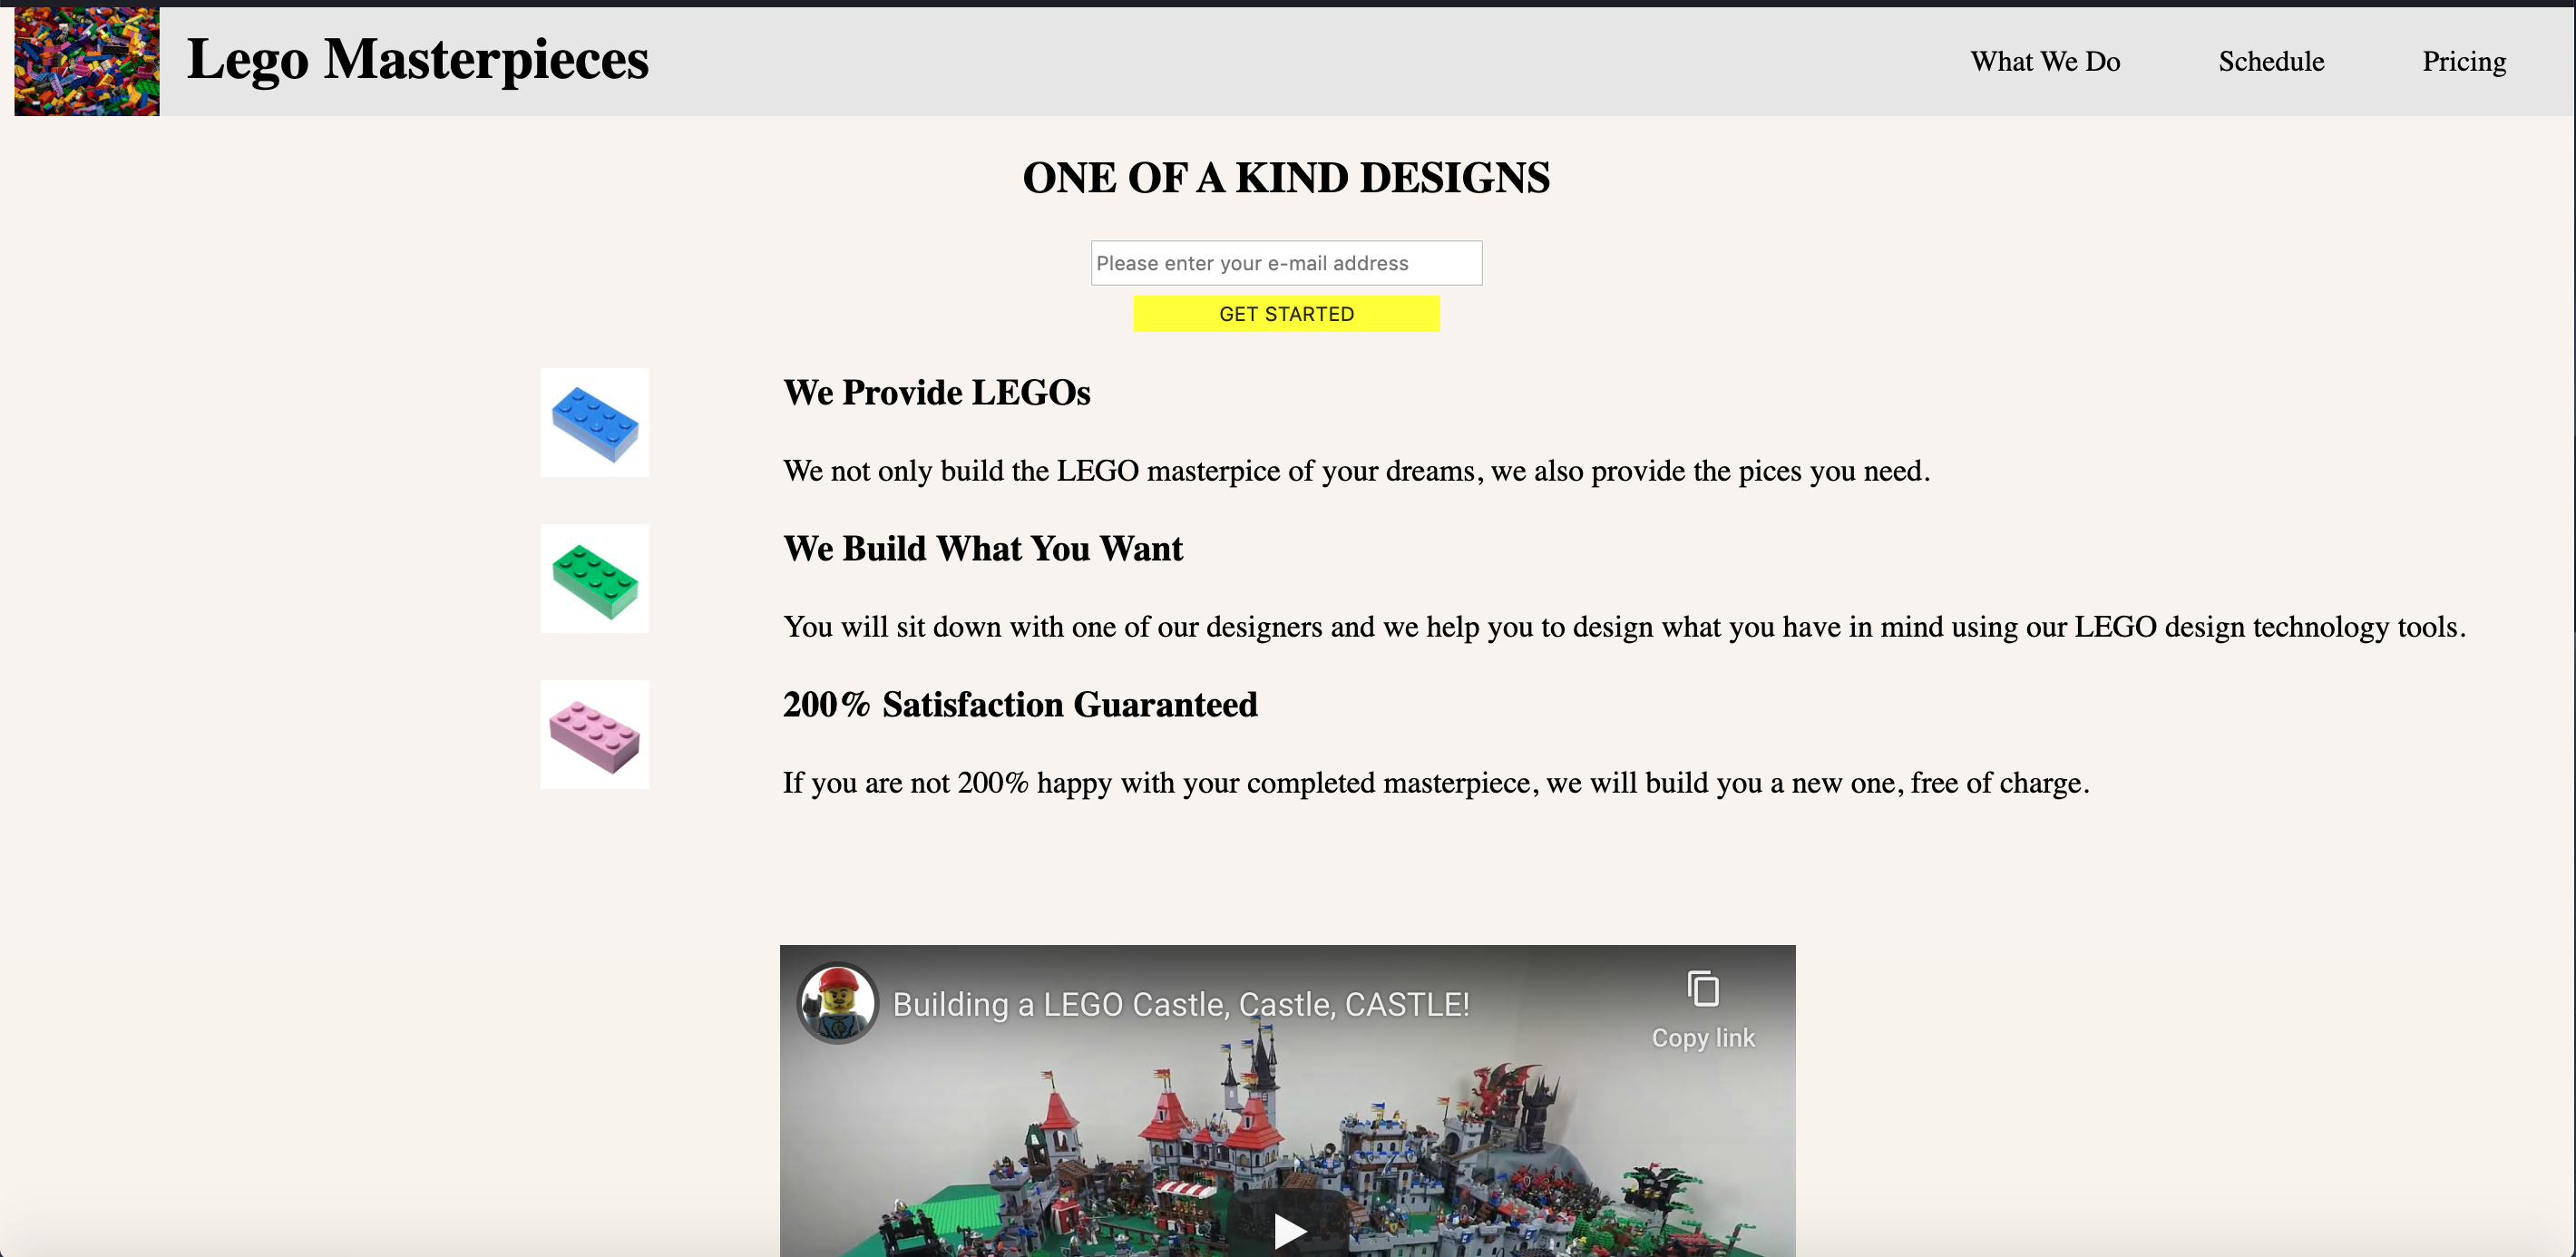 Lego Masterpieces
What We Do
Schedule
Pricing
ONE OF A KIND DESIGNS
Please enter your e-mail address
GET STARTED
We Provide LEGOs
We not only build the LEGO masterpice of your dreams, we also provide the pices you need.
We Build What You Want
You will sit down with one of our designers and we help you to design what you have in mind using our LEGO design technology tools.
200% Satisfaction Guaranteed
If you are not 200% happy with your completed masterpiece, we will build you a new one, free of charge.
Building a LEGO Castle, Castle, CASTLE!
Copy link